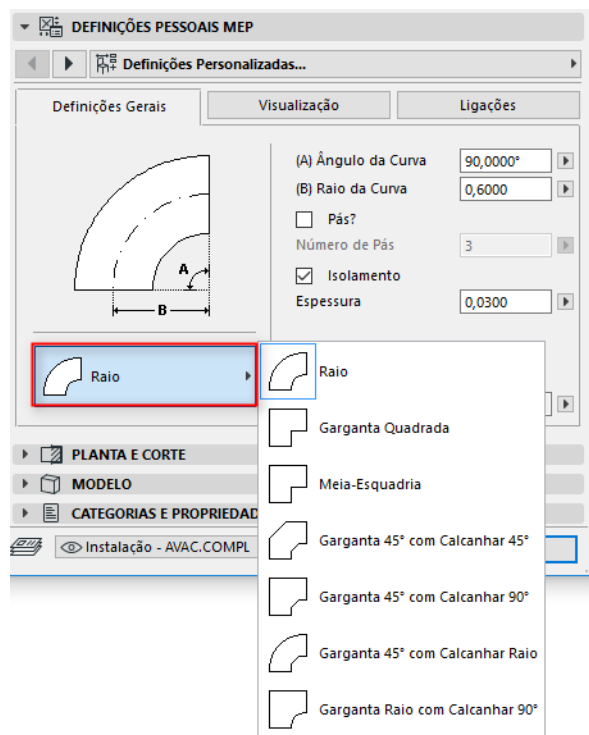 DEFINIÇÕES PESSOAIS MEP
Definições Personalizadas...
Definições Gerais
Visualização
Ligações
A
B
(A) Ângulo da Curva 90,0000°
(B) Raio da Curva 0,6000
Pás?
Número de Pás 3
Isolamento
Espessura 0,0300
Raio
Raio
Garganta Quadrada
Meia-Esquadria
Garganta 45° com Calcanhar 45°
Garganta 45° com Calcanhar 90°
Garganta 45° com Calcanhar Raio
Garganta Raio com Calcanhar 90°
PLANTA E CORTE
MODELO
CATEGORIAS E PROPRIEDAD
Instalação - AVAC.COMPL